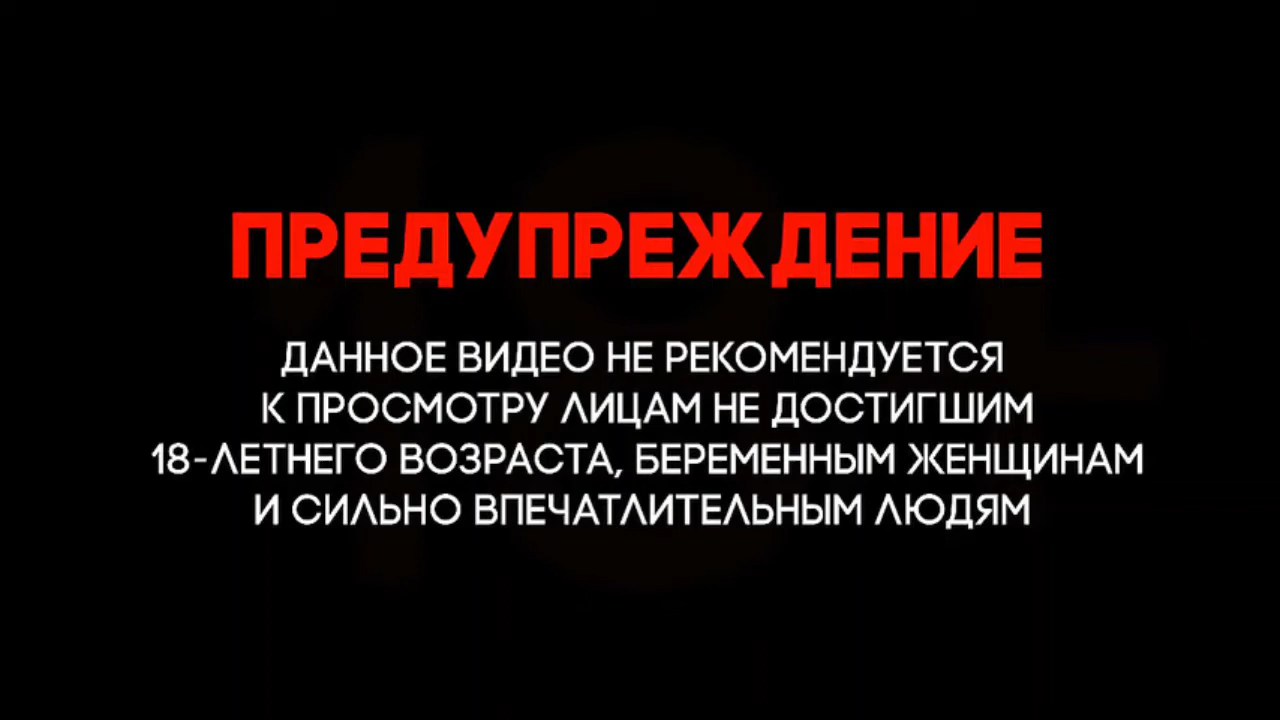 ПРЕДУПРЕЖДЕНИЕ
ДАННОЕ ВИДЕО НЕ РЕКОМЕНДУЕТСЯ
К ПРОСМОТРУ ЛИЦАМ НЕ ДОСТИГШИМ
18-ЛЕТНЕГО ВОЗРАСТА, БЕРЕМЕННЫМ ЖЕНЩИНАМ
И СИЛЬНО ВПЕЧАТЛИТЕЛЬНЫМ ЛЮДЯМ